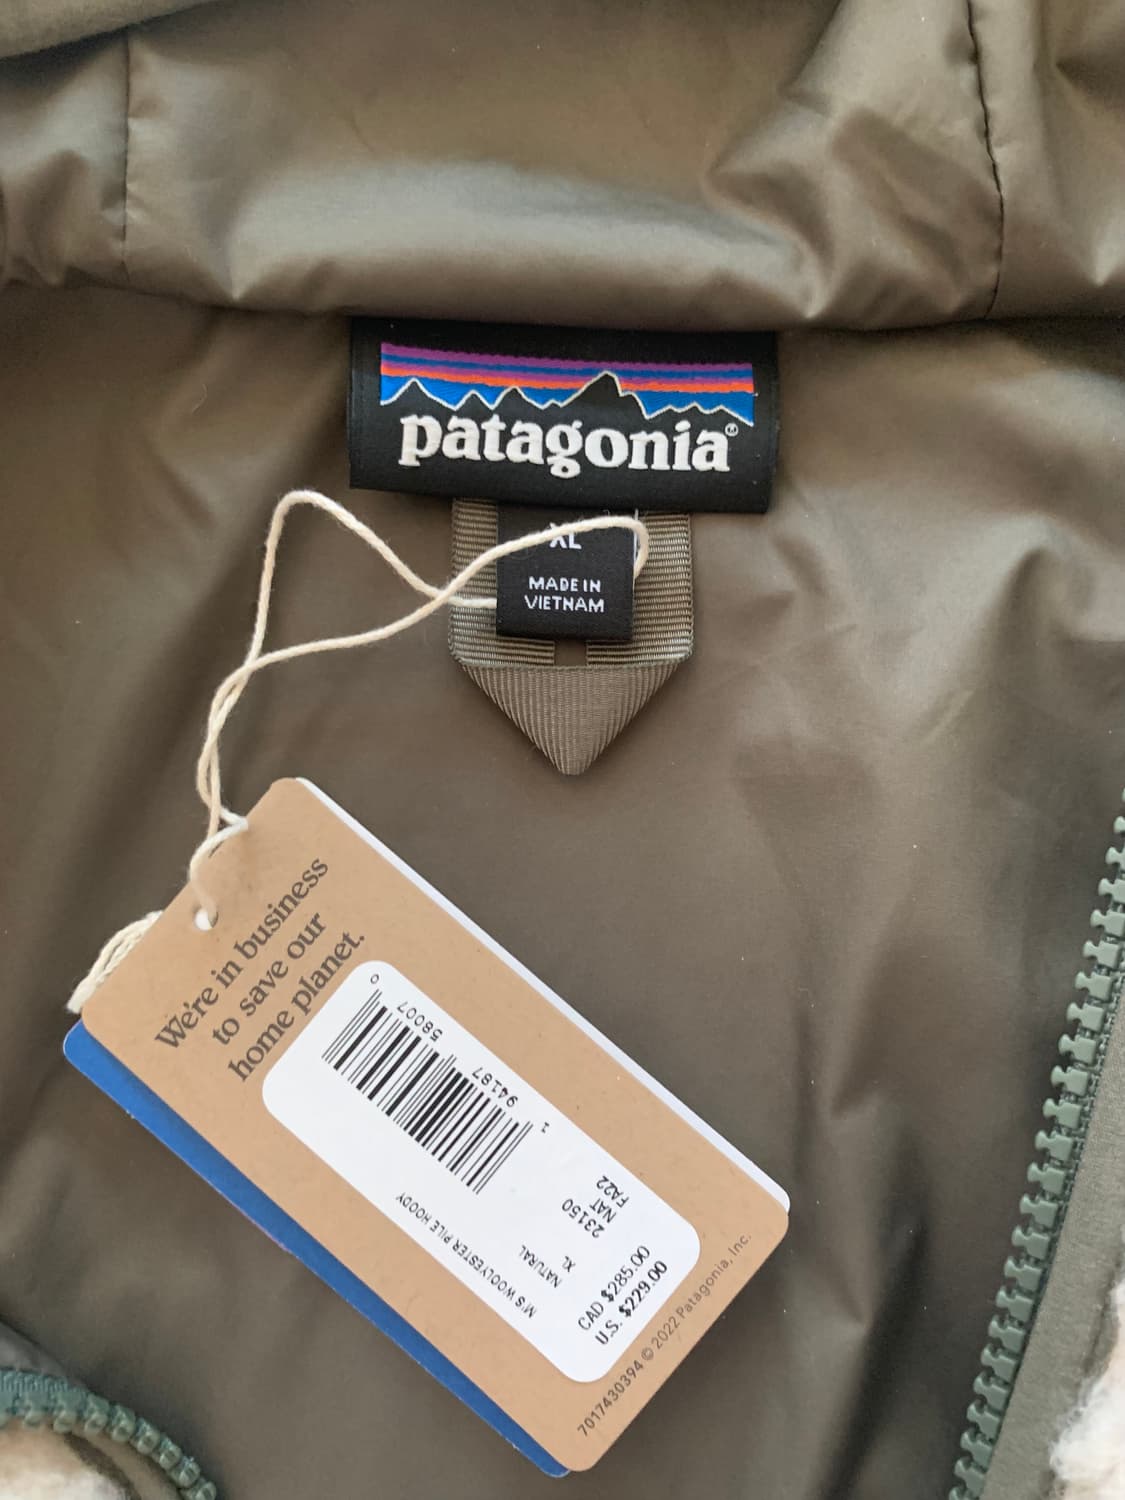 patagonia®
XL
MADE IN
VIETNAM
We're in business
to save our
home planet.
1 94187 58007 0
M'S WOOLYESTER PILE HOODY
NATURAL
XL
23150
NAT
FA22
CAD $285.00
U.S. $229.00
7017430394 © 2022 Patagonia, Inc.